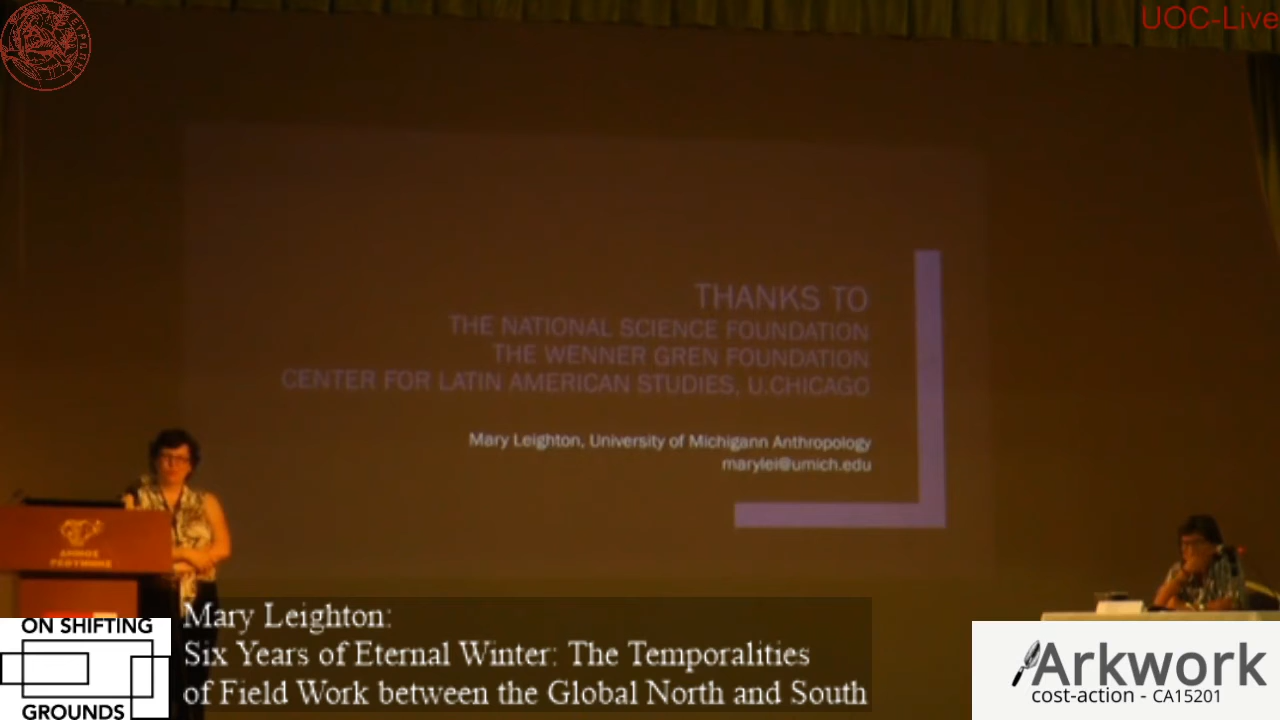 UOC-Live
THANKS TO
THE NATIONAL SCIENCE FOUNDATION
THE WENNER GREN FOUNDATION
CENTER FOR LATIN AMERICAN STUDIES, U.CHICAGO
Mary Leighton, University of Michigann Anthropology
marylei@umich.edu
ΔΗΜΟΣ
ΡΕΘΥΜΝΗΣ
ON SHIFTING
GROUNDS
Mary Leighton:
Six Years of Eternal Winter: The Temporalities
of Field Work between the Global North and South
Arkwork
cost-action - CA15201